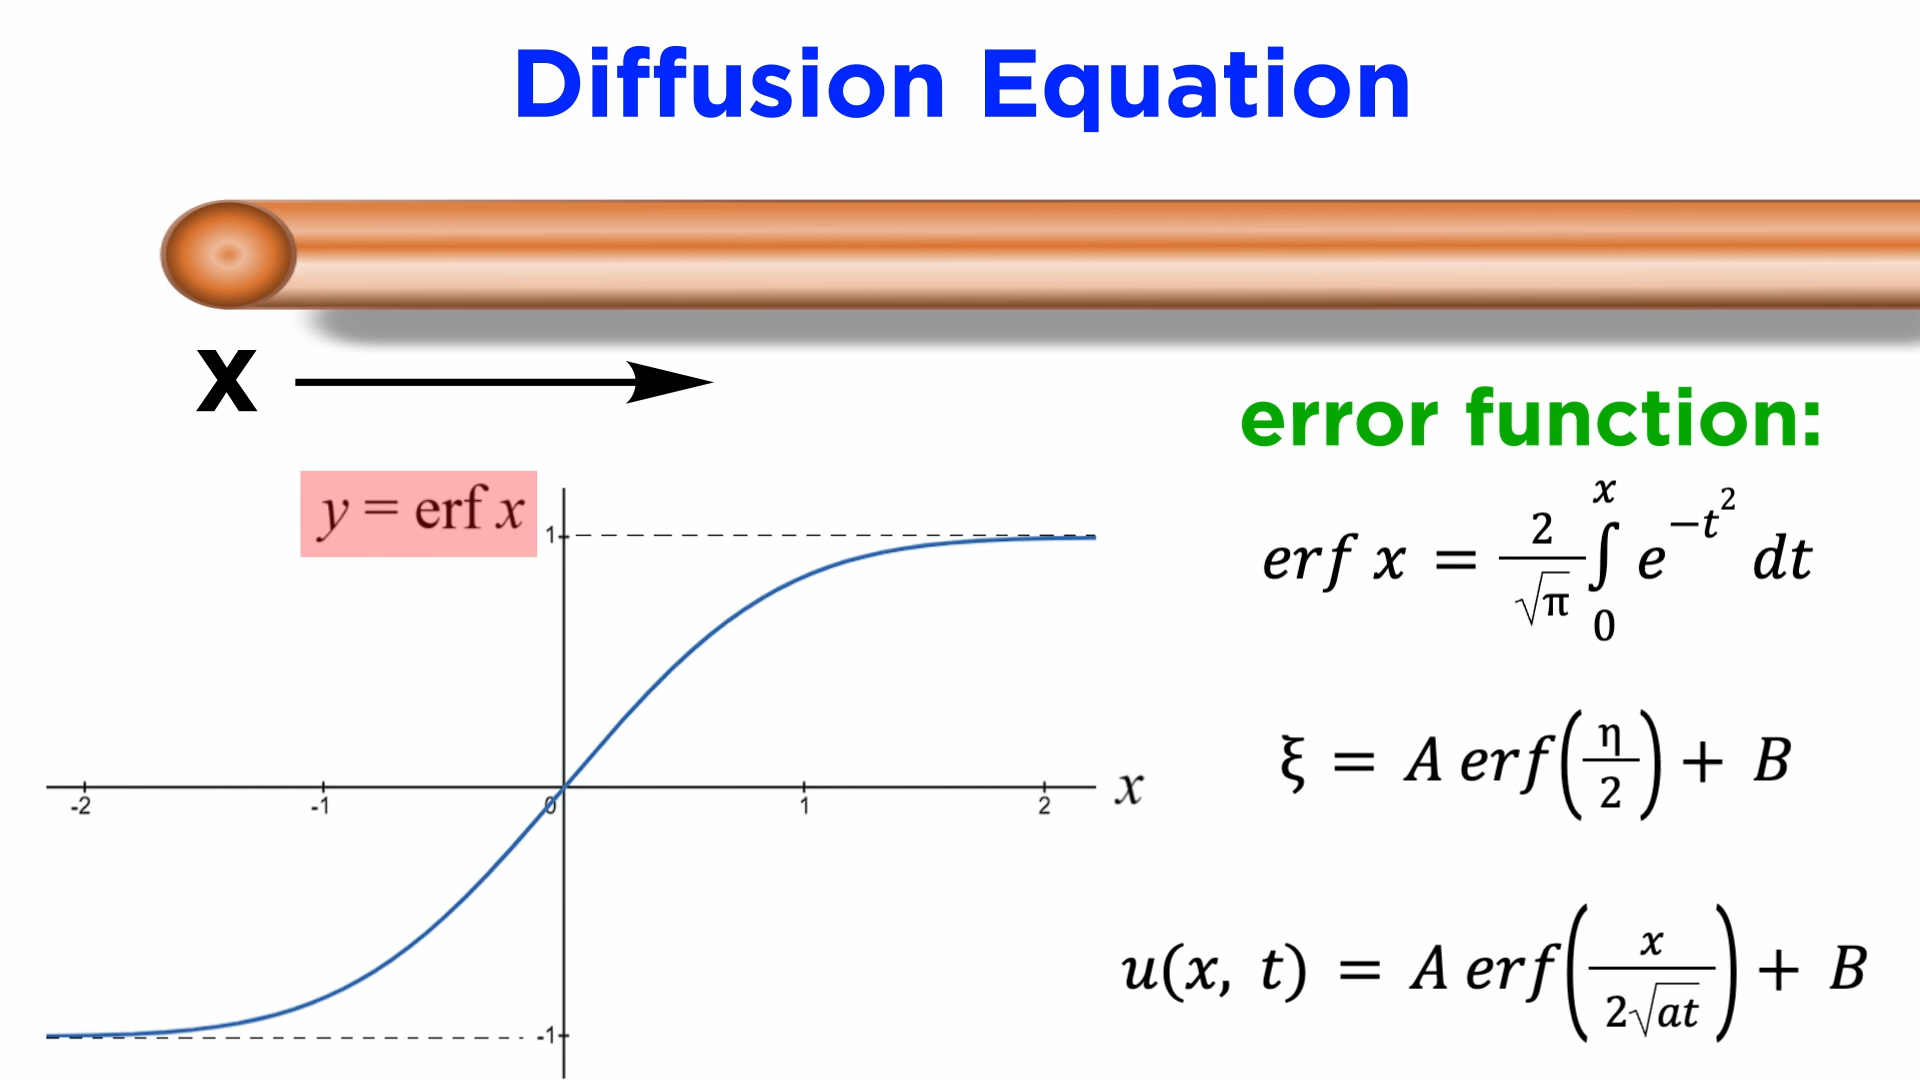 Diffusion Equation
x
error function:
y = erf x
erf x = 2/√π ∫₀ˣ e^(−t²) dt
1
ξ = A erf(η/2) + B
-2 -1 0 1 2 x
u(x, t) = A erf(x/(2√at)) + B
-1